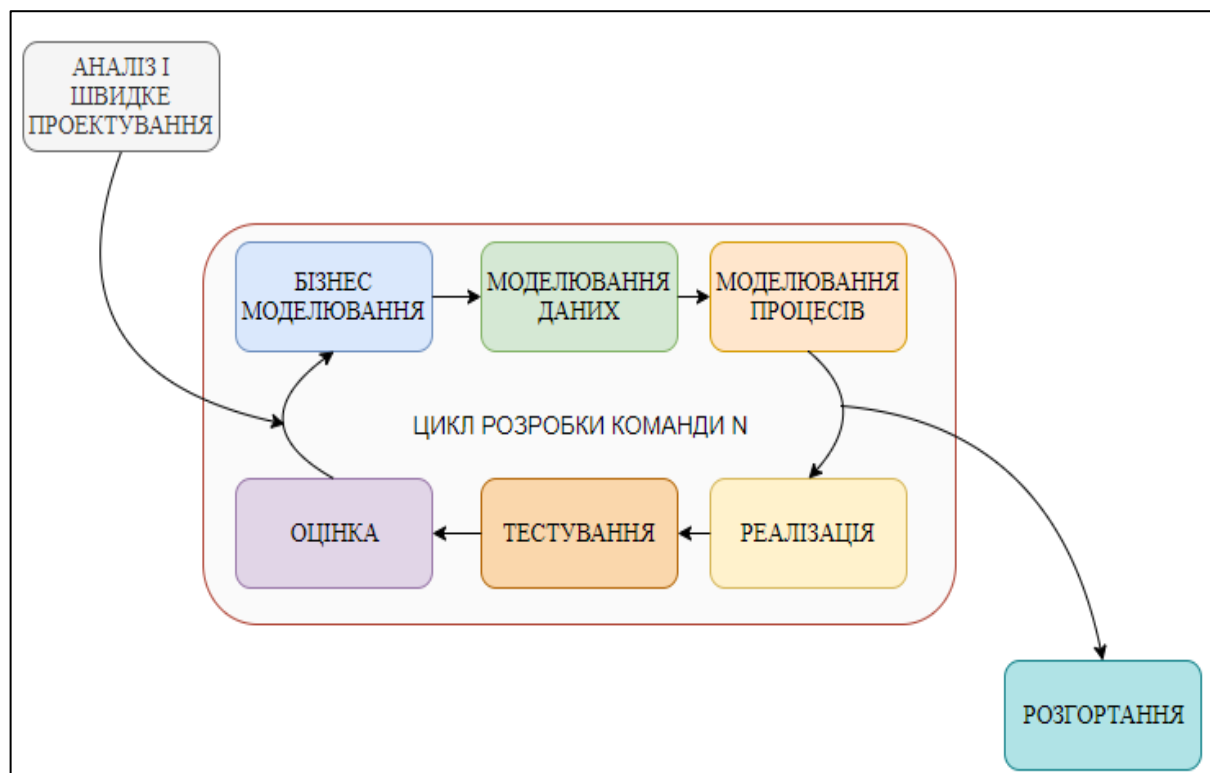 АНАЛІЗ І
ШВИДКЕ
ПРОЕКТУВАННЯ
БІЗНЕС
МОДЕЛЮВАННЯ
МОДЕЛЮВАННЯ
ДАНИХ
МОДЕЛЮВАННЯ
ПРОЦЕСІВ
ЦИКЛ РОЗРОБКИ КОМАНДИ N
ОЦІНКА
ТЕСТУВАННЯ
РЕАЛІЗАЦІЯ
РОЗГОРТАННЯ